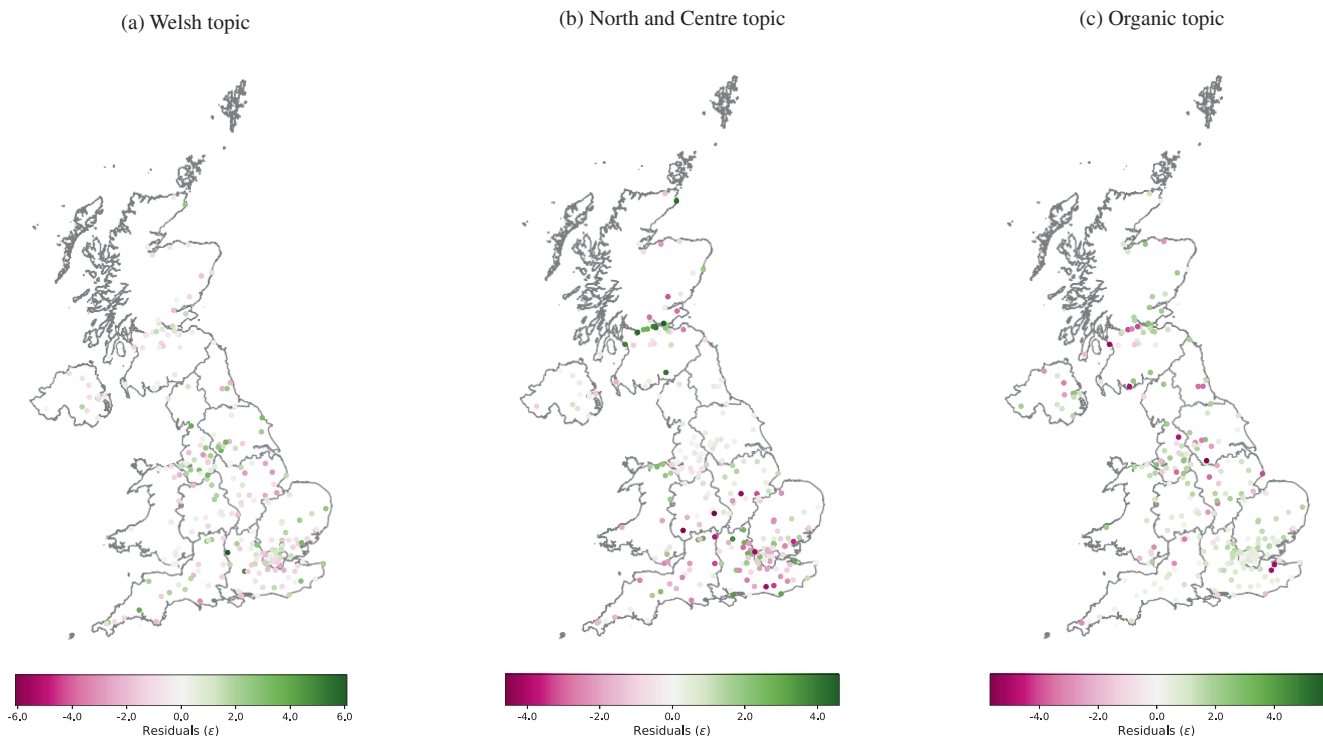 (a) Welsh topic
(b) North and Centre topic
(c) Organic topic
-6.0 -4.0 -2.0 0.0 2.0 4.0 6.0
Residuals (ε)
-4.0 -2.0 0.0 2.0 4.0
Residuals (ε)
-4.0 -2.0 0.0 2.0 4.0
Residuals (ε)